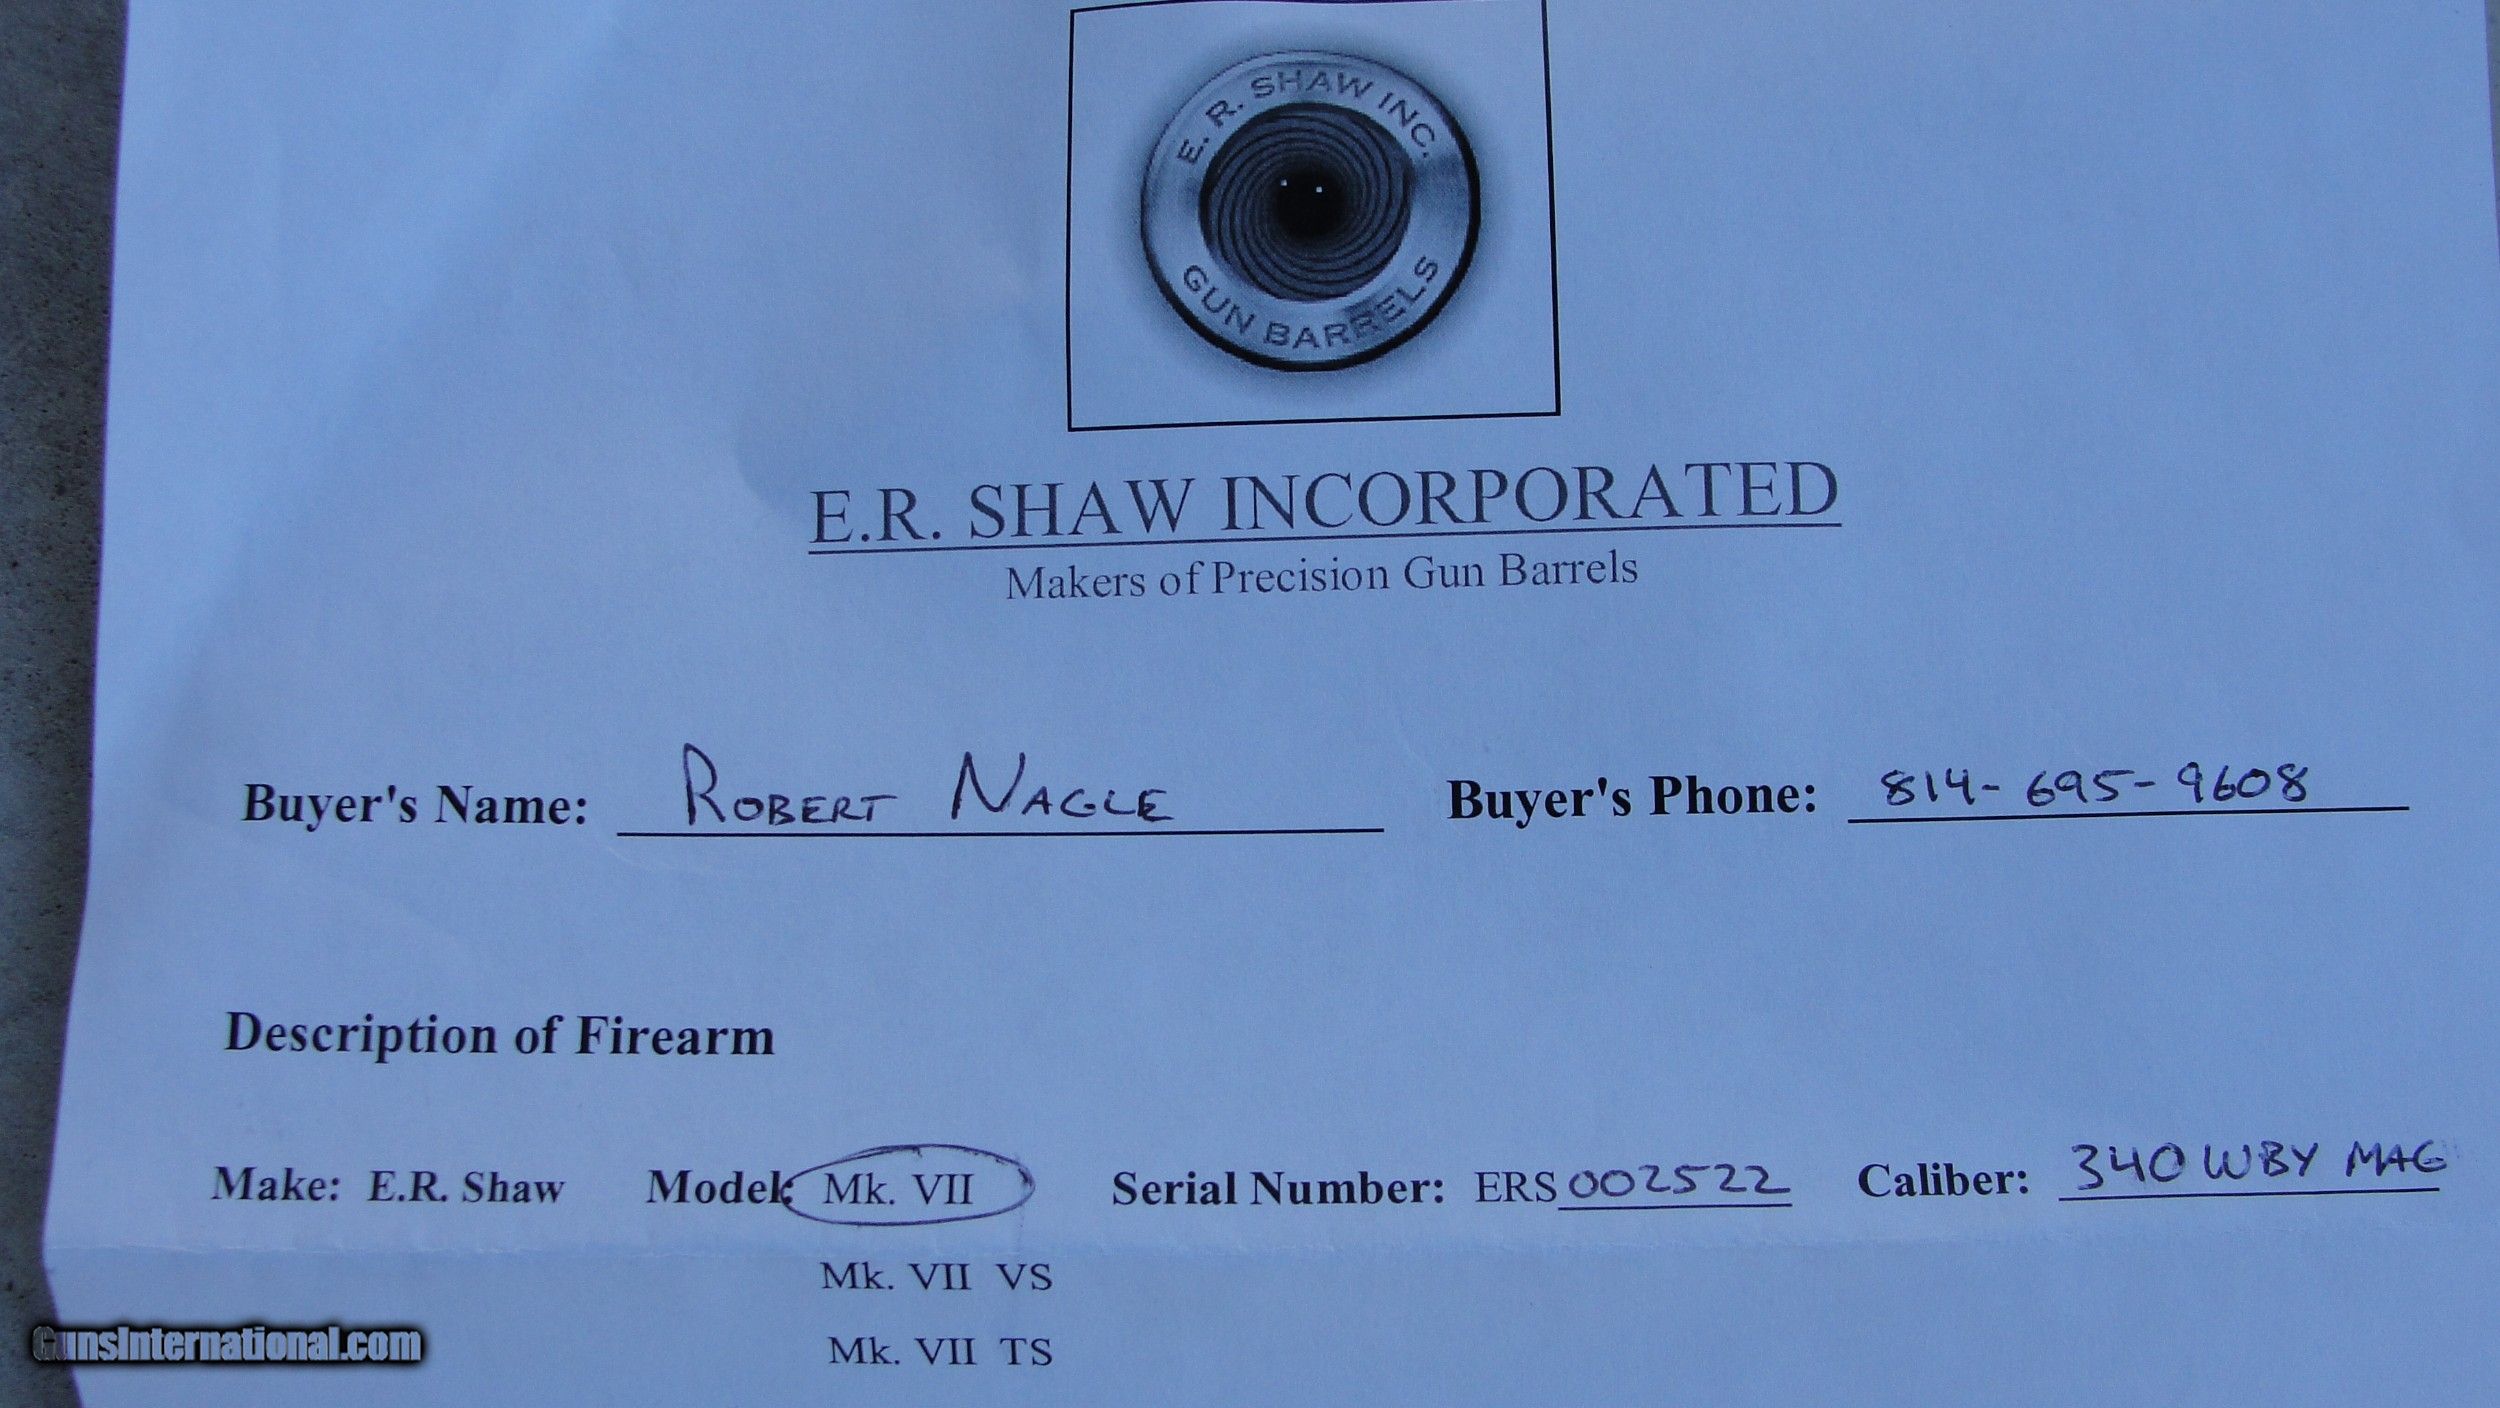 E. R. SHAW INC.
GUN BARRELS
E.R. SHAW INCORPORATED
Makers of Precision Gun Barrels
Buyer's Name: ROBERT NAGLE Buyer's Phone: 814-695-9608
Description of Firearm
Make: E.R. Shaw Model: Mk. VII Serial Number: ERS002522 Caliber: 340 WBY MAG
Mk. VII VS
Mk. VII TS
GunsInternational.com